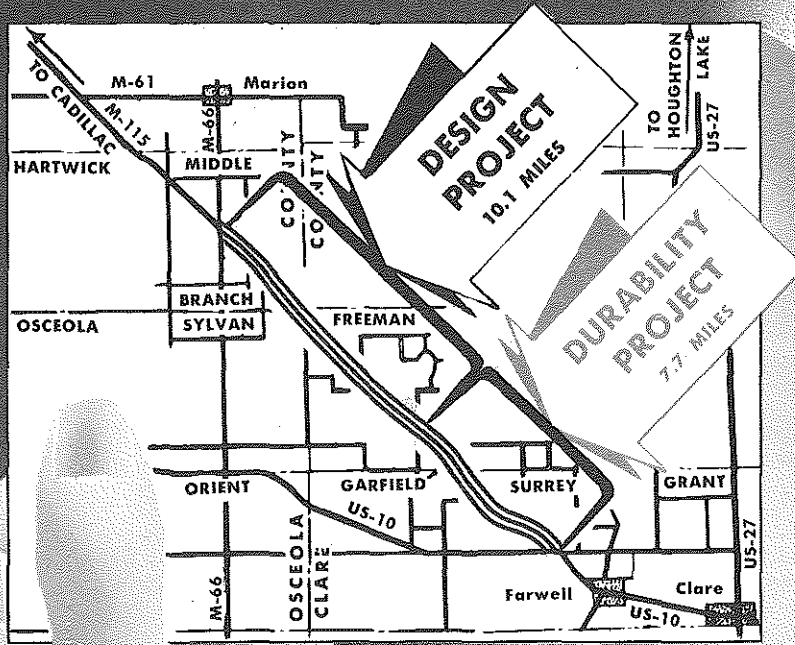 TO CADILLAC
M-115
M-61
Marion
M-66
HARTWICK
MIDDLE
COUNTY
COUNTY
DESIGN
PROJECT
10.1 MILES
TO
HOUGHTON
LAKE
US-27
BRANCH
OSCEOLA
SYLVAN
FREEMAN
DURABILITY
PROJECT
7.7 MILES
ORIENT
GARFIELD
SURREY
GRANT
US-10
OSCEOLA
CLARE
M-66
US-27
Farwell
Clare
US-10